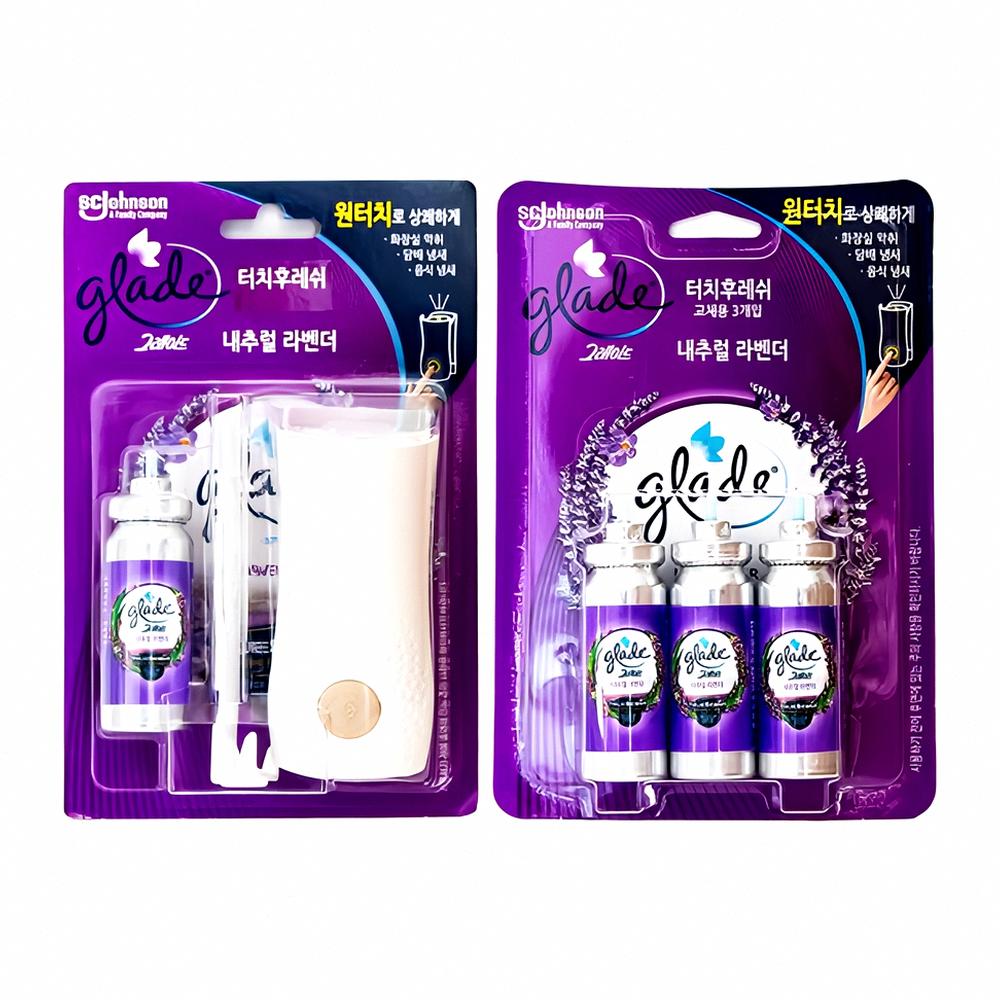 SCJohnson
A Family Company
원터치로 상쾌하게
· 화장실 악취
· 담배 냄새
· 음식 냄새
glade
그레이드
터치후레쉬
내추럴 라벤더
glade
그레이드
SCJohnson
A Family Company
원터치로 상쾌하게
· 화장실 악취
· 담배 냄새
· 음식 냄새
glade
그레이드
터치후레쉬
교체용 3개입
내추럴 라벤더
glade
glade
glade
glade